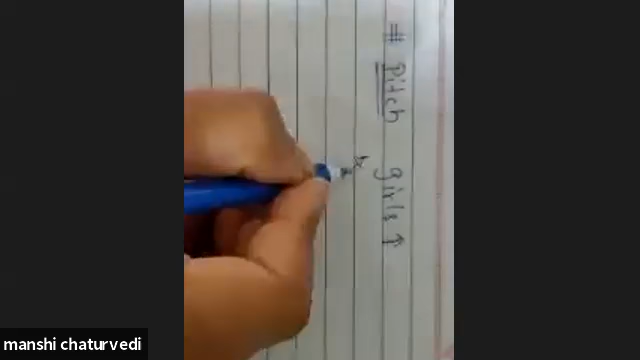 # Pitch girls ↑
manshi chaturvedi